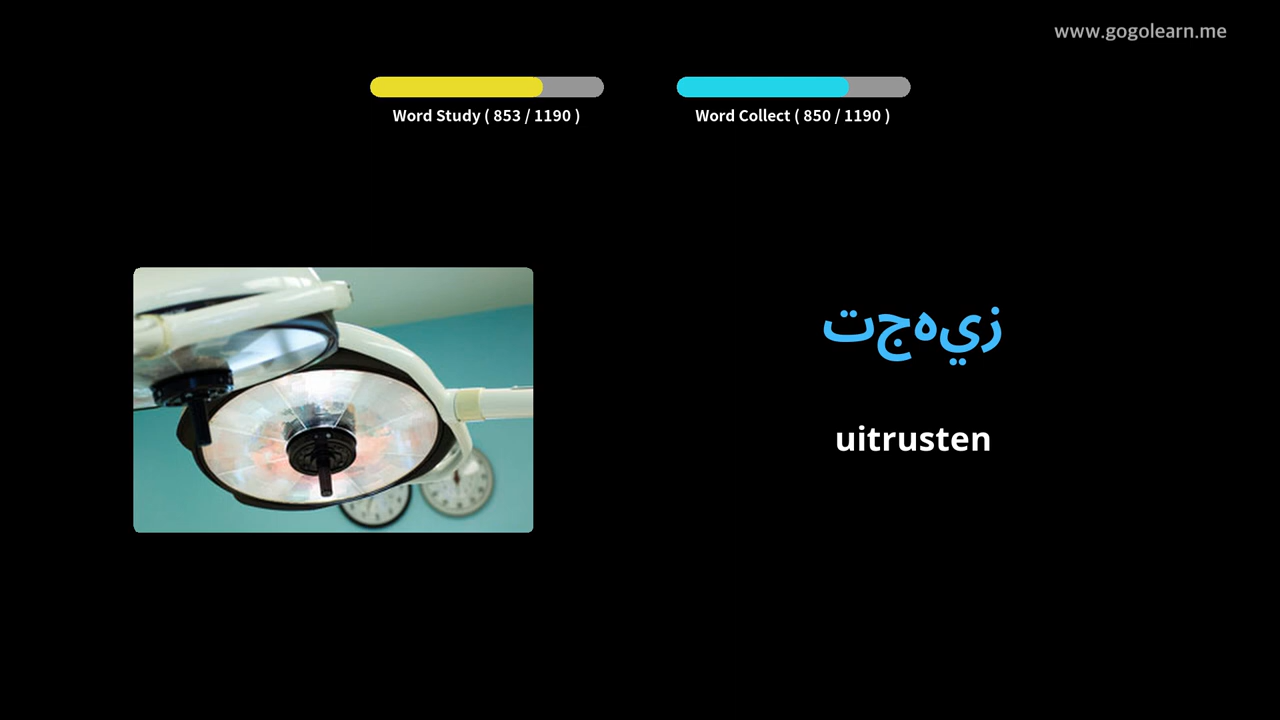 www.gogolearn.me
Word Study ( 853 / 1190 )
Word Collect ( 850 / 1190 )
تجهيز
uitrusten